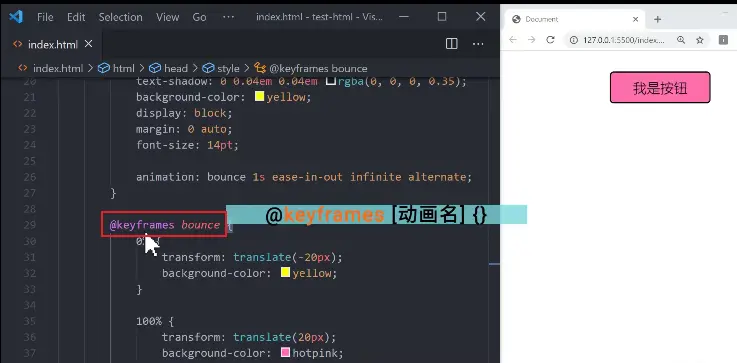 File Edit Selection View Go ··· index.html - test-html - Vis...
index.html
index.html > html > head > style > @keyframes bounce
20 text-shadow: 0 0.04em 0.04em rgba(0, 0, 0, 0.35);
21 background-color: yellow;
22 display: block;
23 margin: 0 auto;
24 font-size: 14pt;
25
26 animation: bounce 1s ease-in-out infinite alternate;
27 }
28
29 @keyframes bounce {
30 0% {
31 transform: translate(-20px);
32 background-color: yellow;
33 }
34
35 100% {
36 transform: translate(20px);
37 background-color: hotpink;
@keyframes [动画名] {}
Document
127.0.0.1:5500/index....
我是按钮